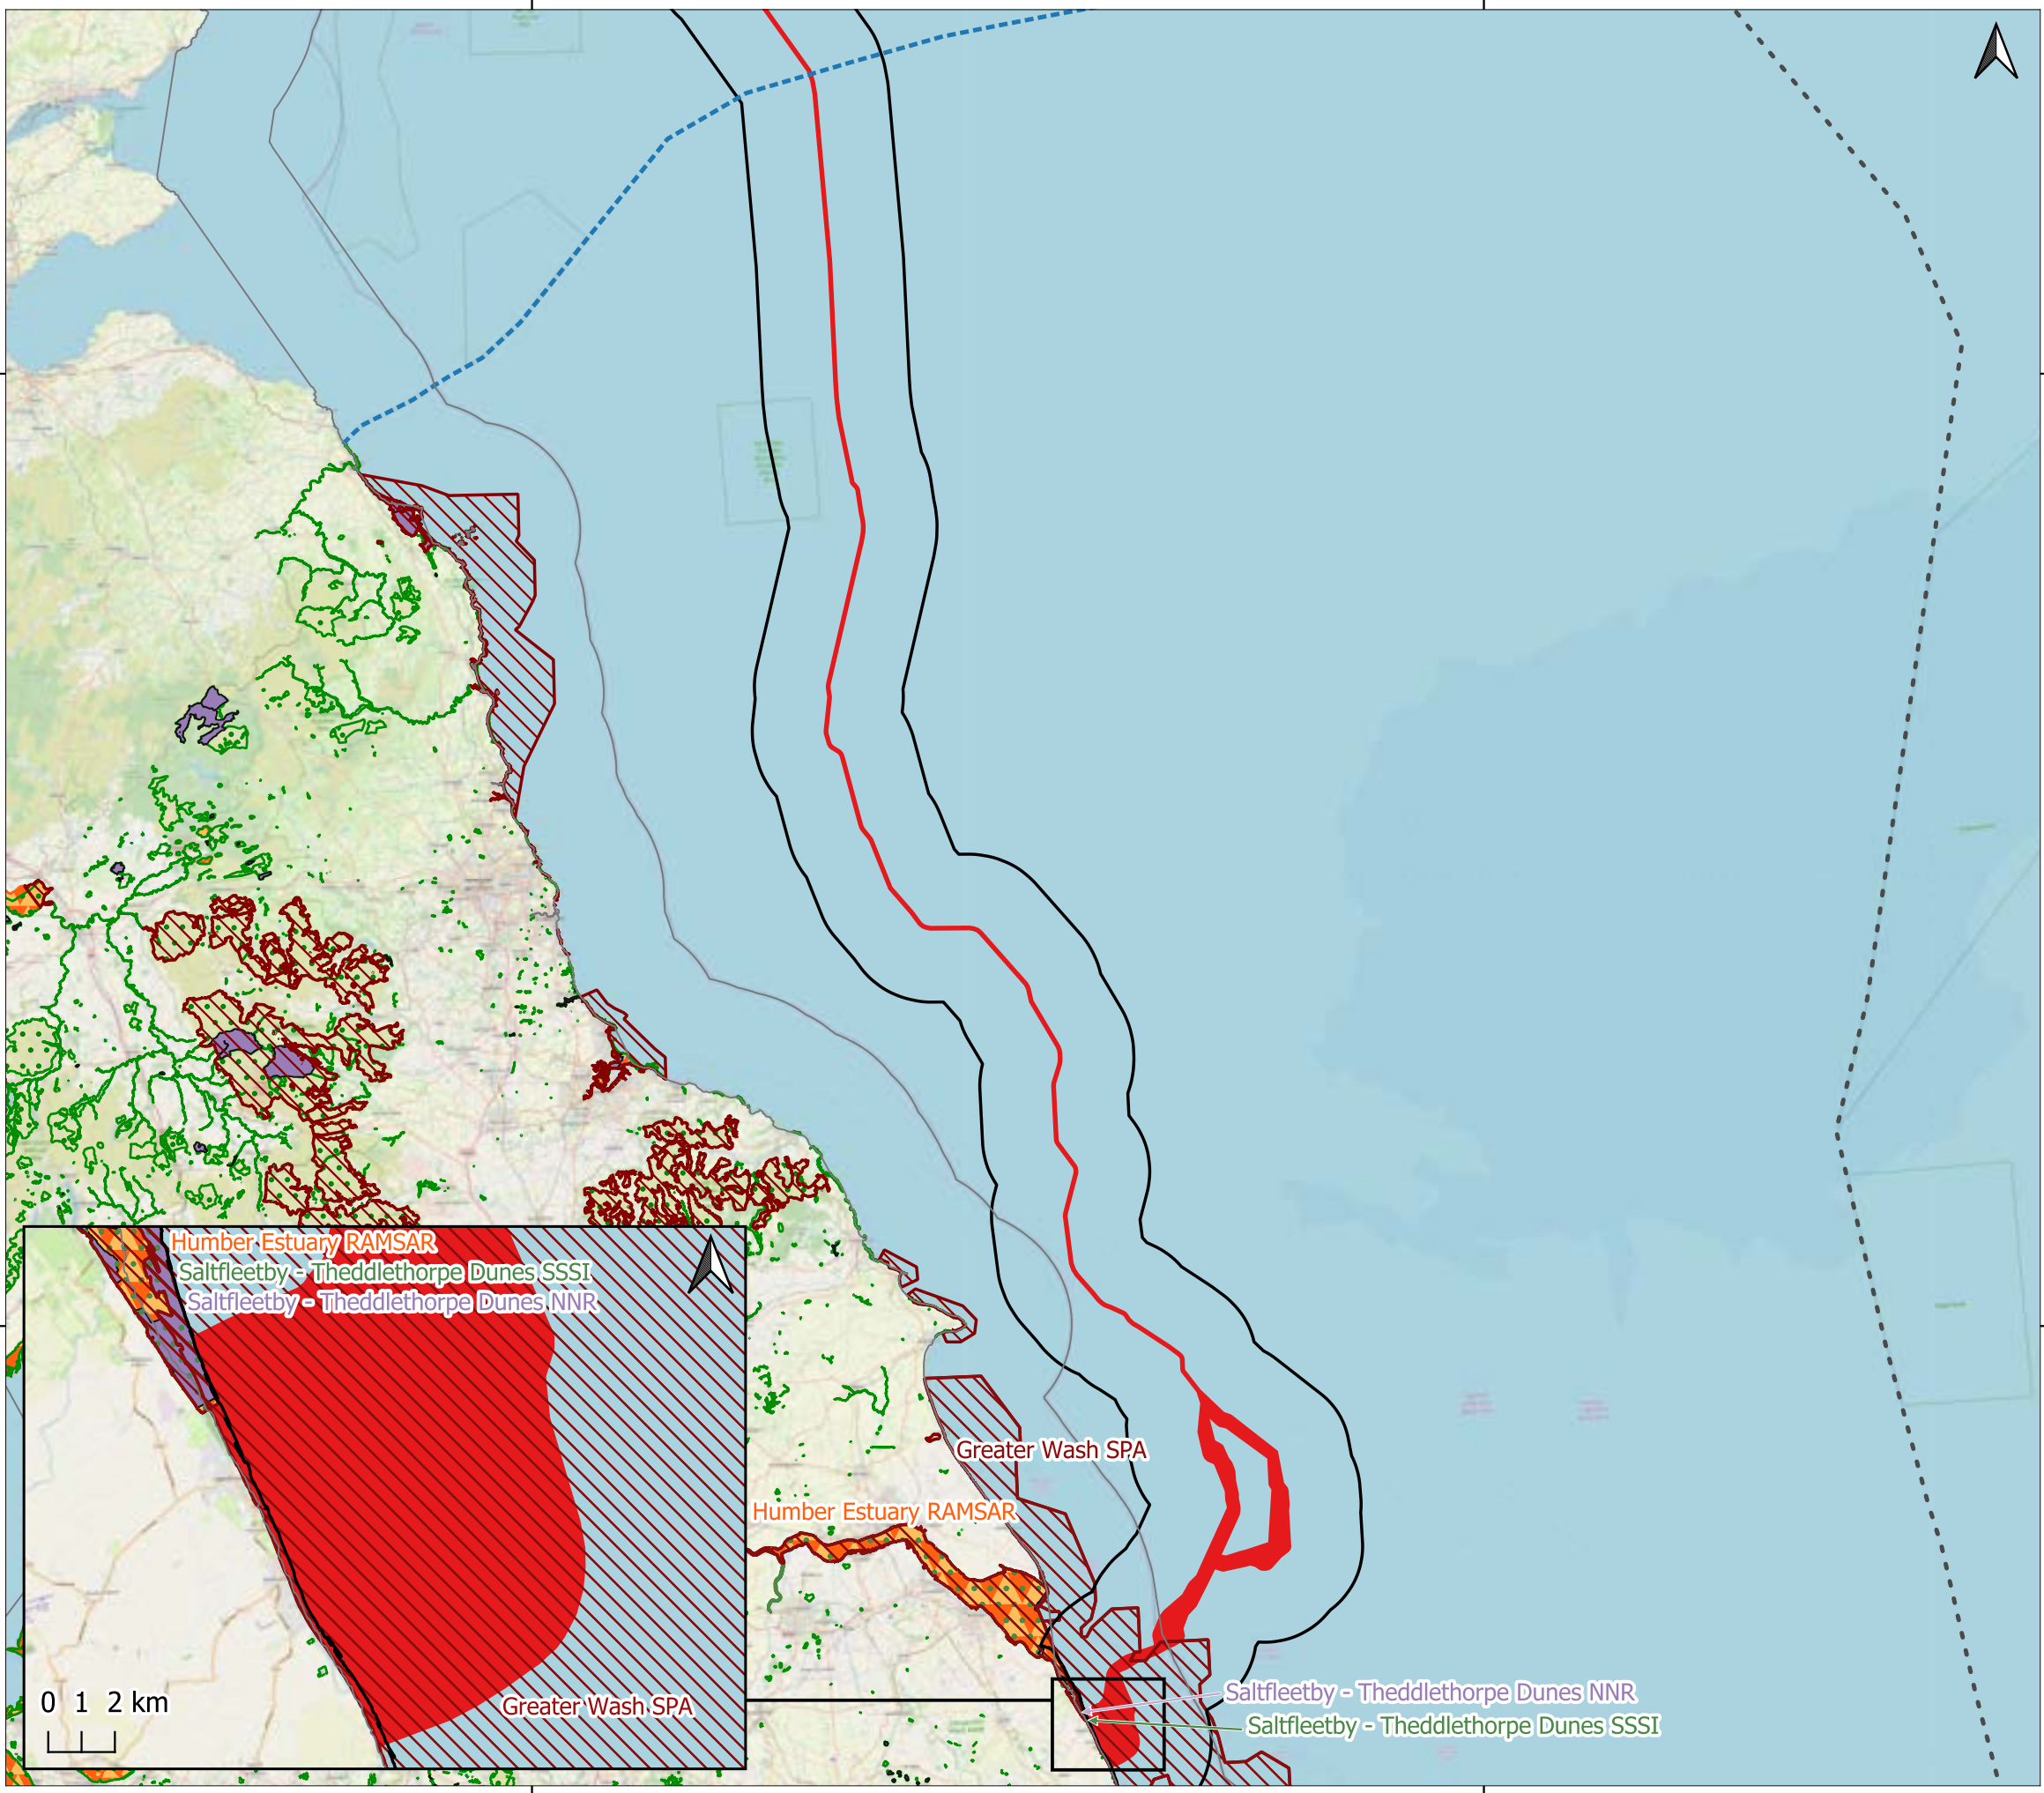 Humber Estuary RAMSAR
Saltfleetby - Theddlethorpe Dunes SSSI
Saltfleetby - Theddlethorpe Dunes NNR
Greater Wash SPA
0 1 2 km
Greater Wash SPA
Humber Estuary RAMSAR
Saltfleetby - Theddlethorpe Dunes NNR
Saltfleetby - Theddlethorpe Dunes SSSI